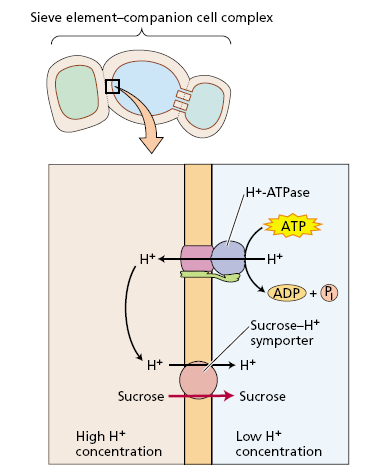 Sieve element–companion cell complex
H+-ATPase
ATP
H+
H+
ADP + Pi
Sucrose–H+
symporter
H+
H+
Sucrose
Sucrose
High H+
concentration
Low H+
concentration